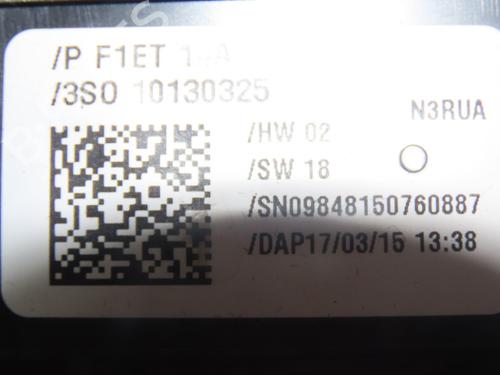 /P F1ET
/3S0 10130325
N3RUA
/HW 02
/SW 18
/SN09848150760887
/DAP17/03/15 13:38